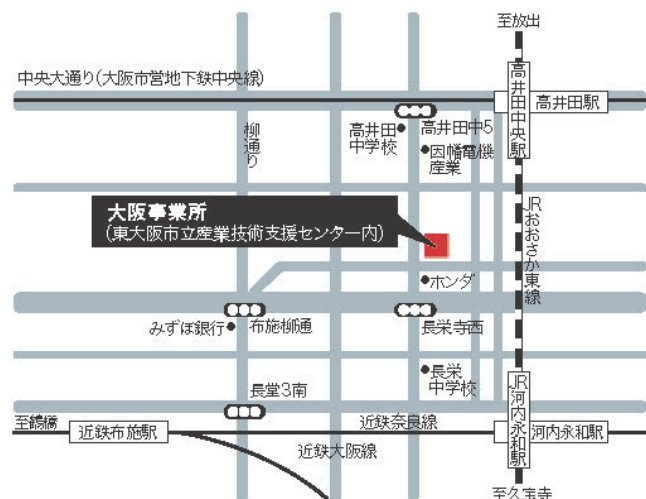 至放出
中央大通り(大阪市営地下鉄中央線)
高井田中央駅
高井田駅
柳通り
高井田
中学校
高井田中5
因幡電機
産業
大阪事業所
(東大阪市立産業技術支援センター内)
JRおおさか東線
ホンダ
みずほ銀行
布施柳通
長栄寺西
長栄
中学校
長堂3南
JR河内永和駅
至鶴橋
近鉄布施駅
近鉄奈良線
河内永和駅
近鉄大阪線
至久宝寺